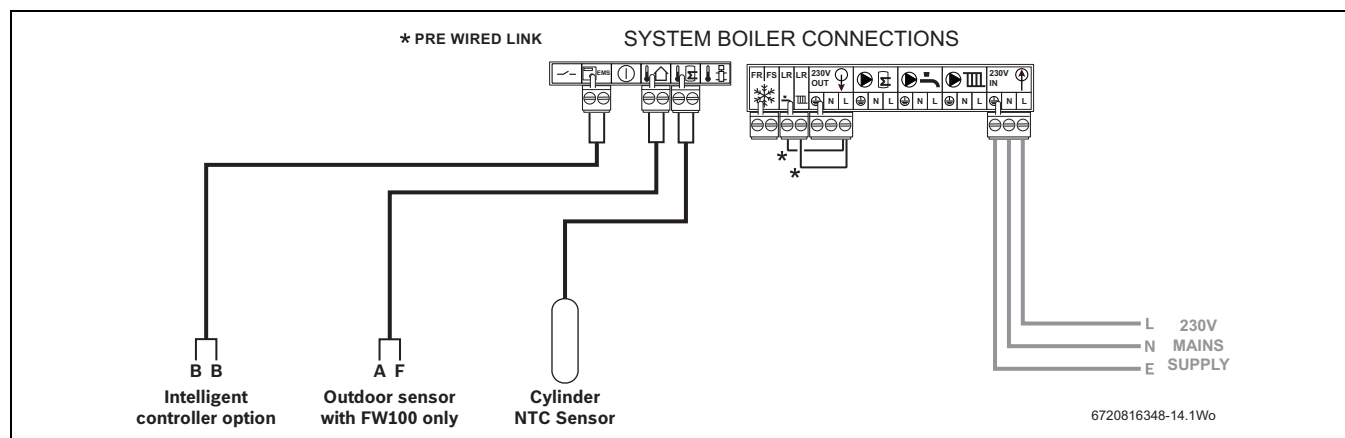 * PRE WIRED LINK
SYSTEM BOILER CONNECTIONS
EMS
FR FS LR LR 230V OUT 230V IN
N L N L N L N L N L
* 
*
L 230V
N MAINS
E SUPPLY
B B
Intelligent
controller option
A F
Outdoor sensor
with FW100 only
Cylinder
NTC Sensor
6720816348-14.1Wo